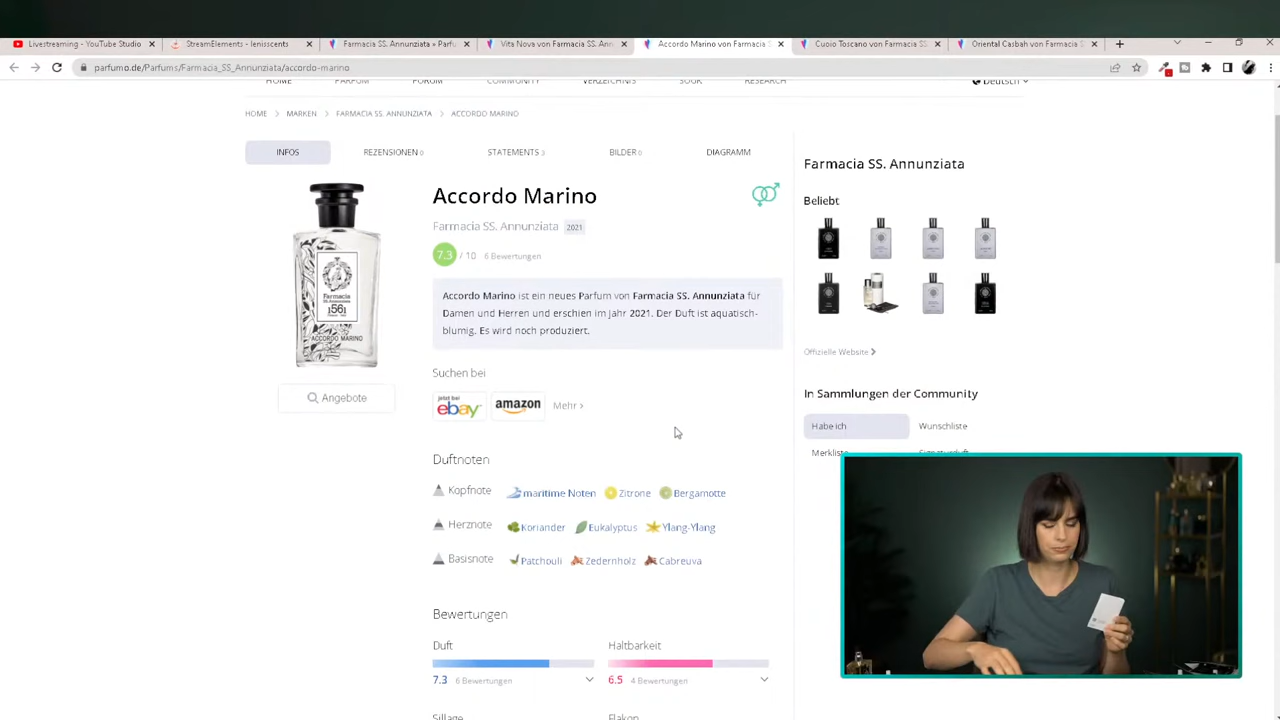 Livestreaming - YouTube Studio
StreamElements - lenisscents
Farmacia SS. Annunziata » Parfu
Vita Nova von Farmacia SS. Ann
Accordo Marino von Farmacia S
Cuoio Toscano von Farmacia SS.
Oriental Casbah von Farmacia S
parfumo.de/Parfums/Farmacia_SS_Annunziata/accordo-marino
HOME
PARFUM
FORUM
COMMUNITY
VERZEICHNIS
SOUK
RESEARCH
Deutsch
HOME > MARKEN > FARMACIA SS. ANNUNZIATA > ACCORDO MARINO
INFOS
REZENSIONEN 0
STATEMENTS 3
BILDER 0
DIAGRAMM
Accordo Marino
Farmacia SS. Annunziata 2021
7.3 / 10 6 Bewertungen
Accordo Marino ist ein neues Parfum von Farmacia SS. Annunziata für
Damen und Herren und erschien im Jahr 2021. Der Duft ist aquatisch-
blumig. Es wird noch produziert.
Farmacia
SS. Annunziata
1561
ACCORDO MARINO
Angebote
Suchen bei
jetzt bei
ebay
amazon
Mehr >
Duftnoten
Kopfnote maritime Noten Zitrone Bergamotte
Herznote Koriander Eukalyptus Ylang-Ylang
Basisnote Patchouli Zedernholz Cabreuva
Bewertungen
Duft
7.3 6 Bewertungen
Haltbarkeit
6.5 4 Bewertungen
Sillage
Flakon
Farmacia SS. Annunziata
Beliebt
Offizielle Website >
In Sammlungen der Community
Habe ich
Wunschliste
Merkliste
Signaturduft